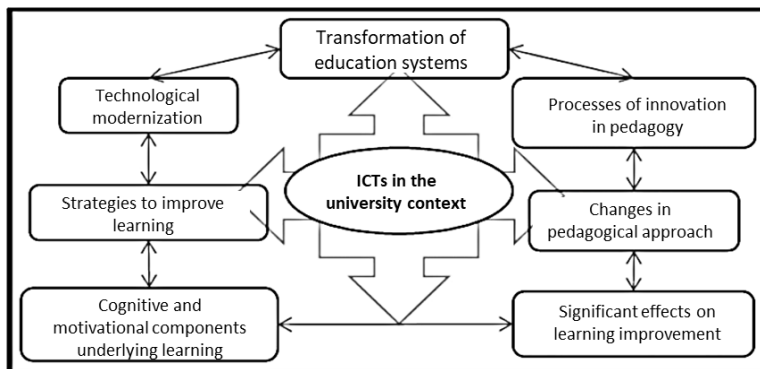 Transformation of
education systems
Technological
modernization
Processes of innovation
in pedagogy
ICTs in the
university context
Strategies to improve
learning
Changes in
pedagogical approach
Cognitive and
motivational components
underlying learning
Significant effects on
learning improvement